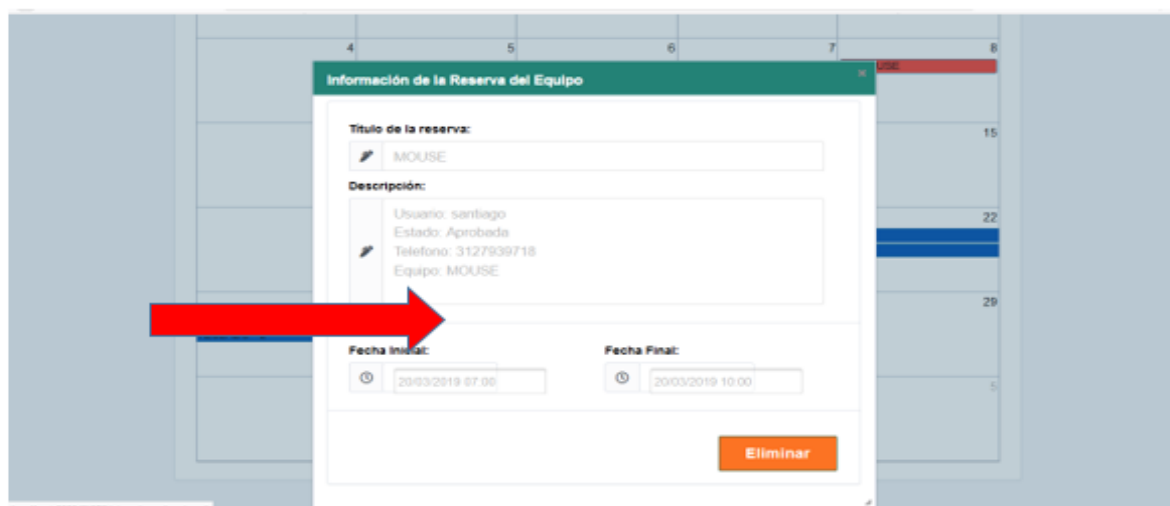 4 5 6 7 8
Información de la Reserva del Equipo ×
Título de la reserva:
15
MOUSE
Descripción:
Usuario: santiago
22
Estado: Aprobada
Telefono: 3127939718
Equipo: MOUSE
29
Fecha Inicial: Fecha Final:
20/03/2019 07:00 20/03/2019 10:00
5
Eliminar